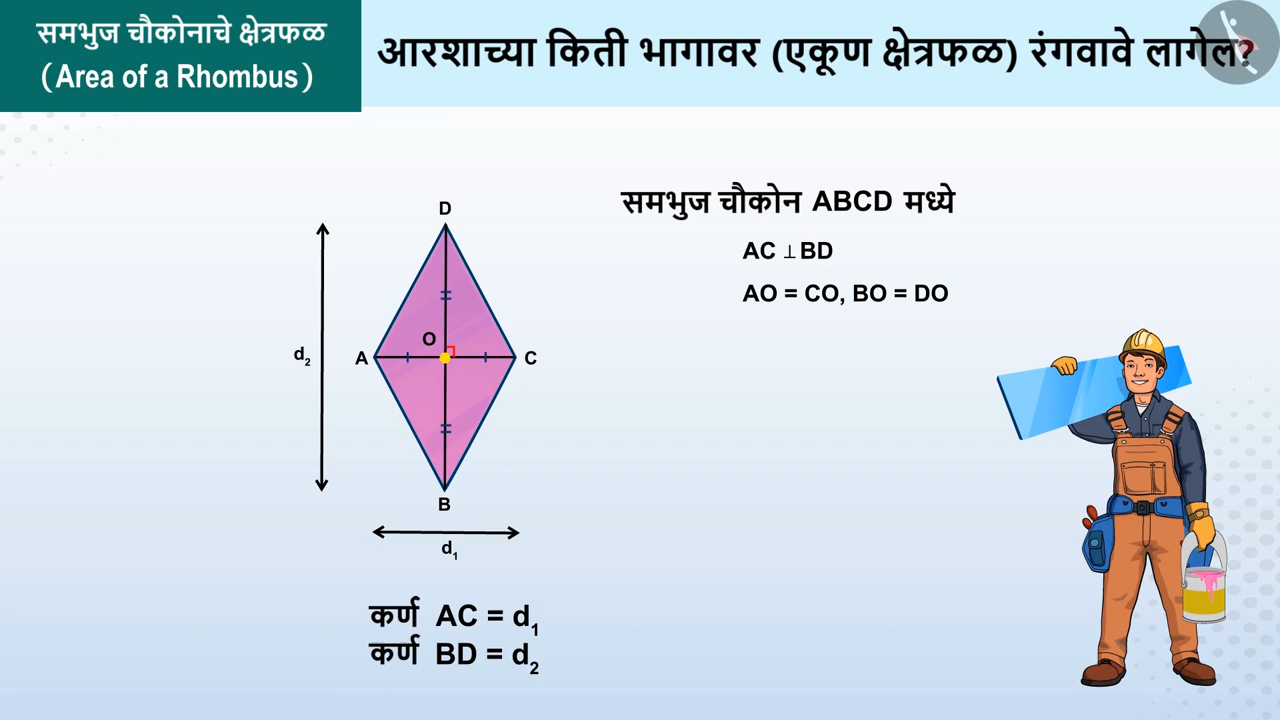 समभुज चौकोनाचे क्षेत्रफळ
(Area of a Rhombus)
आरशाच्या किती भागावर (एकूण क्षेत्रफळ) रंगवावे लागेल?
समभुज चौकोन ABCD मध्ये
AC ⊥ BD
AO = CO, BO = DO
D
O
d₂
A
C
B
d₁
कर्ण AC = d₁
कर्ण BD = d₂